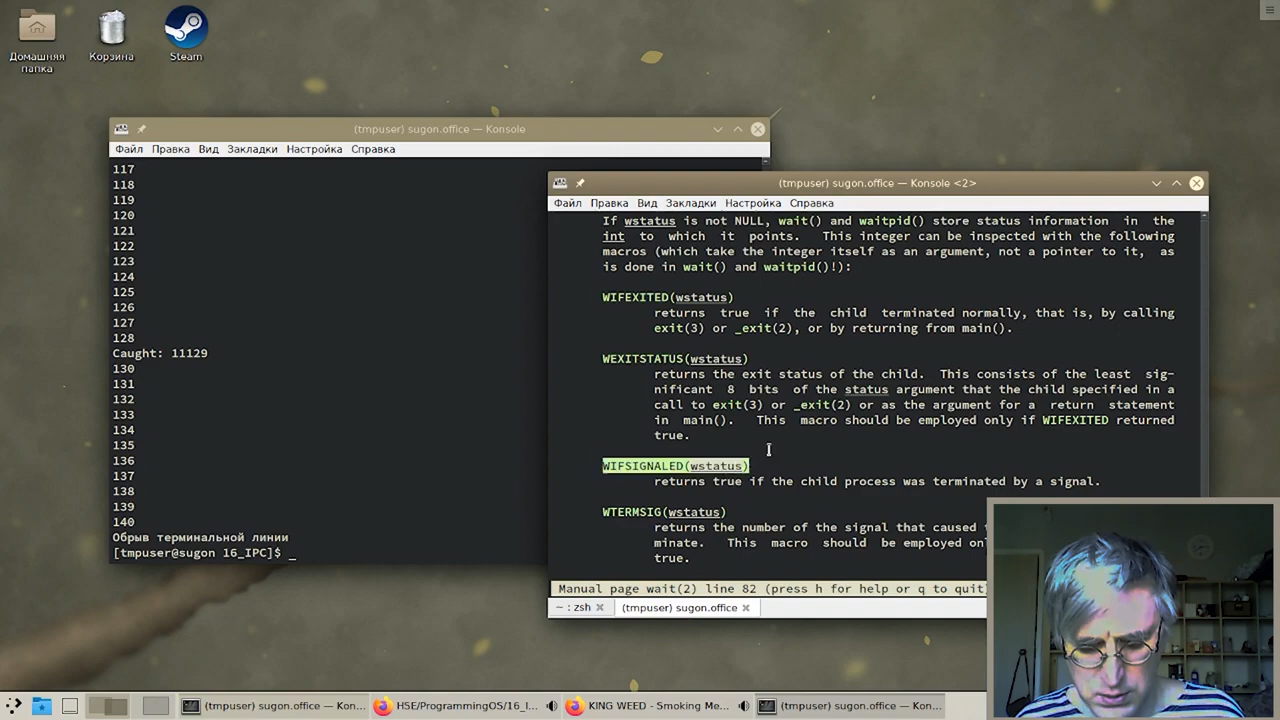 Домашняя
папка
Корзина
Steam
(tmpuser) sugon.office — Konsole
Файл Правка Вид Закладки Настройка Справка
117
118
119
120
121
122
123
124
125
126
127
128
Caught: 11129
130
131
132
133
134
135
136
137
138
139
140
Обрыв терминальной линии
[tmpuser@sugon 16_IPC]$ _
(tmpuser) sugon.office — Konsole <2>
Файл Правка Вид Закладки Настройка Справка
If wstatus is not NULL, wait() and waitpid() store status information in the
int to which it points. This integer can be inspected with the following
macros (which take the integer itself as an argument, not a pointer to it, as
is done in wait() and waitpid()!):
WIFEXITED(wstatus)
returns true if the child terminated normally, that is, by calling
exit(3) or _exit(2), or by returning from main().
WEXITSTATUS(wstatus)
returns the exit status of the child. This consists of the least sig-
nificant 8 bits of the status argument that the child specified in a
call to exit(3) or _exit(2) or as the argument for a return statement
in main(). This macro should be employed only if WIFEXITED returned
true.
WIFSIGNALED(wstatus)
returns true if the child process was terminated by a signal.
WTERMSIG(wstatus)
returns the number of the signal that caused
minate. This macro should be employed
true.
Manual page wait(2) line 82 (press h for help or q to quit)
~ : zsh
(tmpuser) sugon.office
(tmpuser) sugon.office — Kon...
HSE/ProgrammingOS/16_I...
KING WEED - Smoking Me...
(tmpuser) sugon.office — Kon...